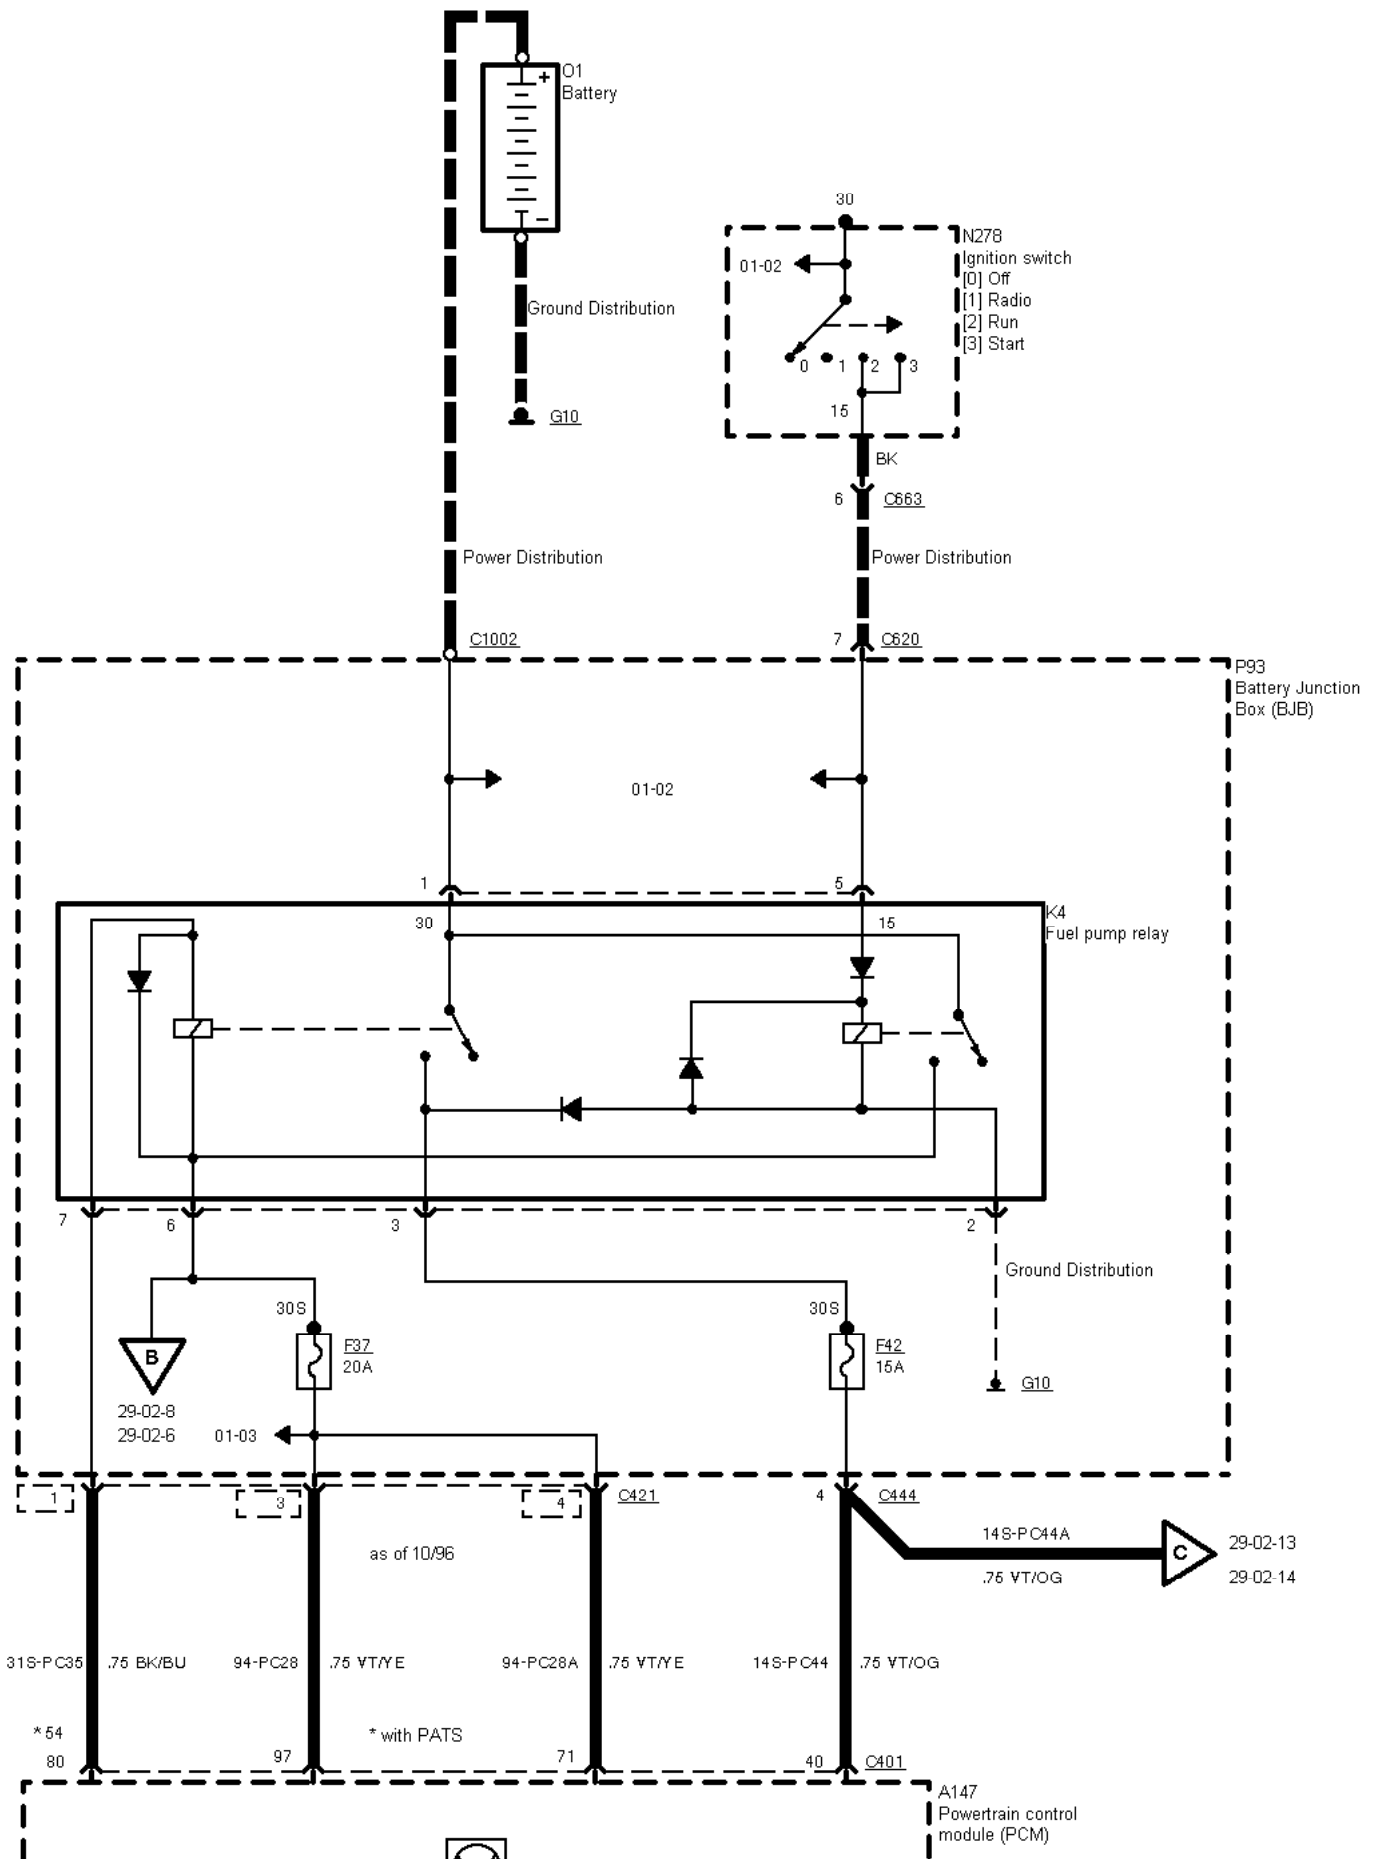 +
01
Battery
−
Ground Distribution
G10
30
N278
Ignition switch
[0] Off
[1] Radio
[2] Run
[3] Start
01-02
0 1 2 3
15
BK
6 C663
Power Distribution
Power Distribution
C1002
7 C620
P93
Battery Junction
Box (BJB)
01-02
1 5
K4
Fuel pump relay
30 15
7 6 3 2
Ground Distribution
30S 30S
F37
20A
F42
15A
G10
B
29-02-8
29-02-6
01-03
1 3 4 C421 4 C444
14S-PC44A
.75 VT/OG
C
29-02-13
29-02-14
as of 10/96
31S-PC35 .75 BK/BU 94-PC28 .75 VT/YE 94-PC28A .75 VT/YE 14S-PC44 .75 VT/OG
* 54
* with PATS
80 97 71 40 C401
A147
Powertrain control
module (PCM)